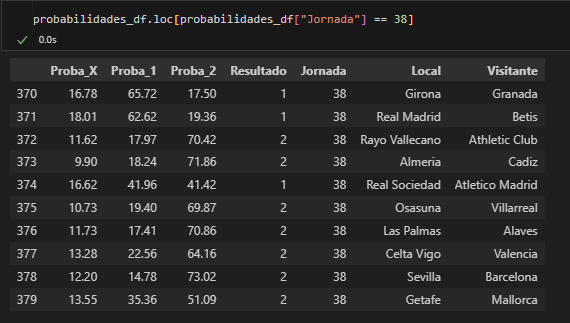 probabilidades_df.loc[probabilidades_df["Jornada"] == 38]
0.0s
Proba_X Proba_1 Proba_2 Resultado Jornada Local Visitante
370 16.78 65.72 17.50 1 38 Girona Granada
371 18.01 62.62 19.36 1 38 Real Madrid Betis
372 11.62 17.97 70.42 2 38 Rayo Vallecano Athletic Club
373 9.90 18.24 71.86 2 38 Almeria Cadiz
374 16.62 41.96 41.42 1 38 Real Sociedad Atletico Madrid
375 10.73 19.40 69.87 2 38 Osasuna Villarreal
376 11.73 17.41 70.86 2 38 Las Palmas Alaves
377 13.28 22.56 64.16 2 38 Celta Vigo Valencia
378 12.20 14.78 73.02 2 38 Sevilla Barcelona
379 13.55 35.36 51.09 2 38 Getafe Mallorca